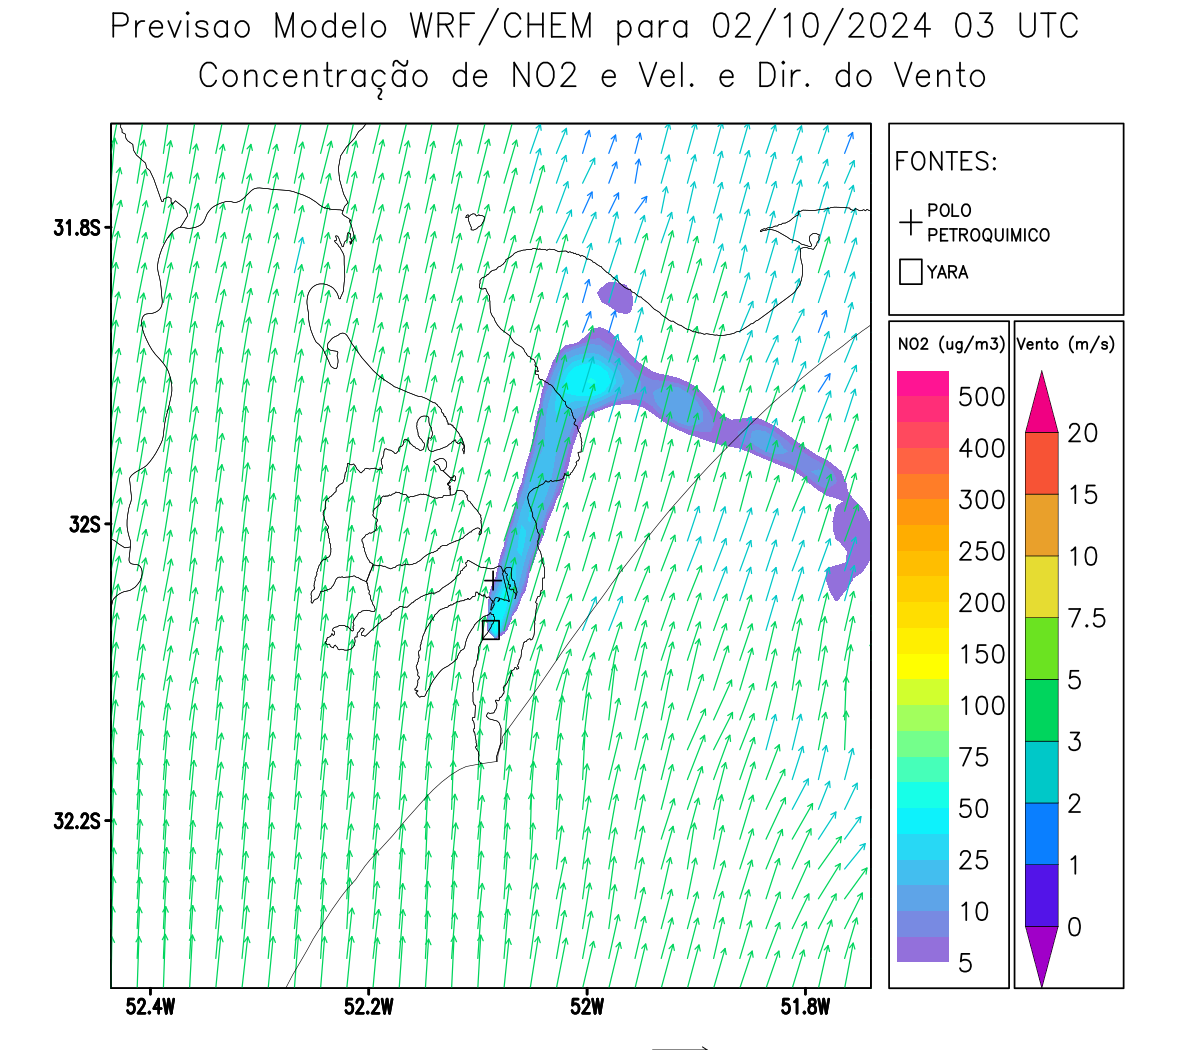 Previsao Modelo WRF/CHEM para 02/10/2024 03 UTC
Concentração de NO2 e Vel. e Dir. do Vento
FONTES:
POLO
PETROQUIMICO
YARA
31.8S
32S
32.2S
52.4W
52.2W
52W
51.8W
NO2 (ug/m3)
500
400
300
250
200
150
100
75
50
25
10
5
Vento (m/s)
20
15
10
7.5
5
3
2
1
0